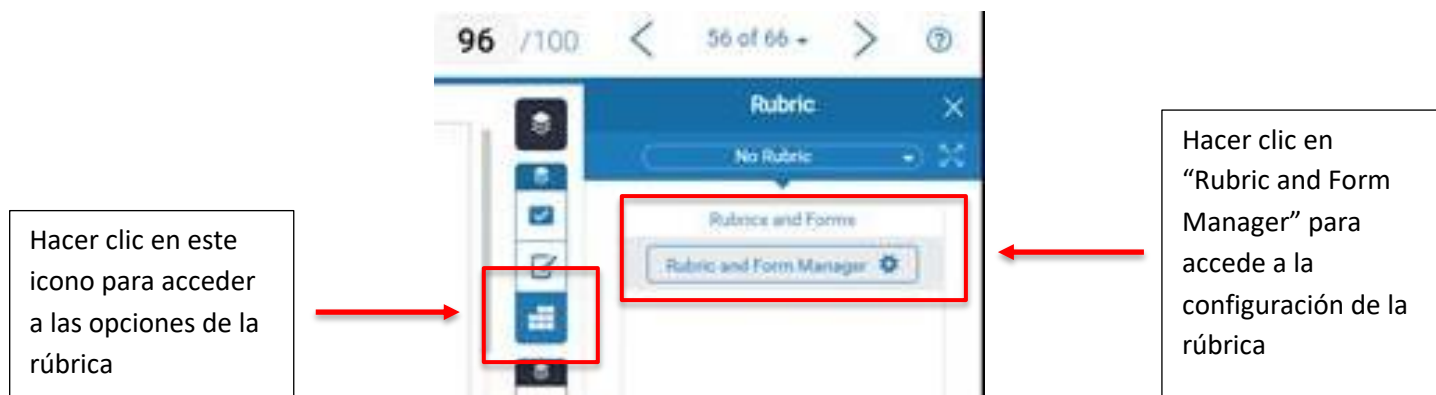 96 /100
56 of 66
Rubric
No Rubric
Rubrics and Forms
Rubric and Form Manager
Hacer clic en este
icono para acceder
a las opciones de la
rúbrica
Hacer clic en
“Rubric and Form
Manager” para
accede a la
configuración de la
rúbrica